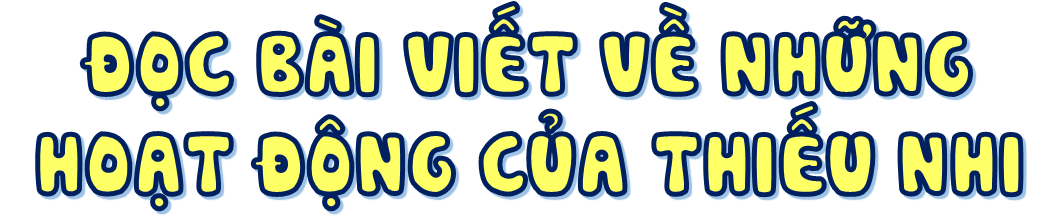 ĐỌC BÀI VIẾT VỀ NHỮNG
HOẠT ĐỘNG CỦA THIẾU NHI